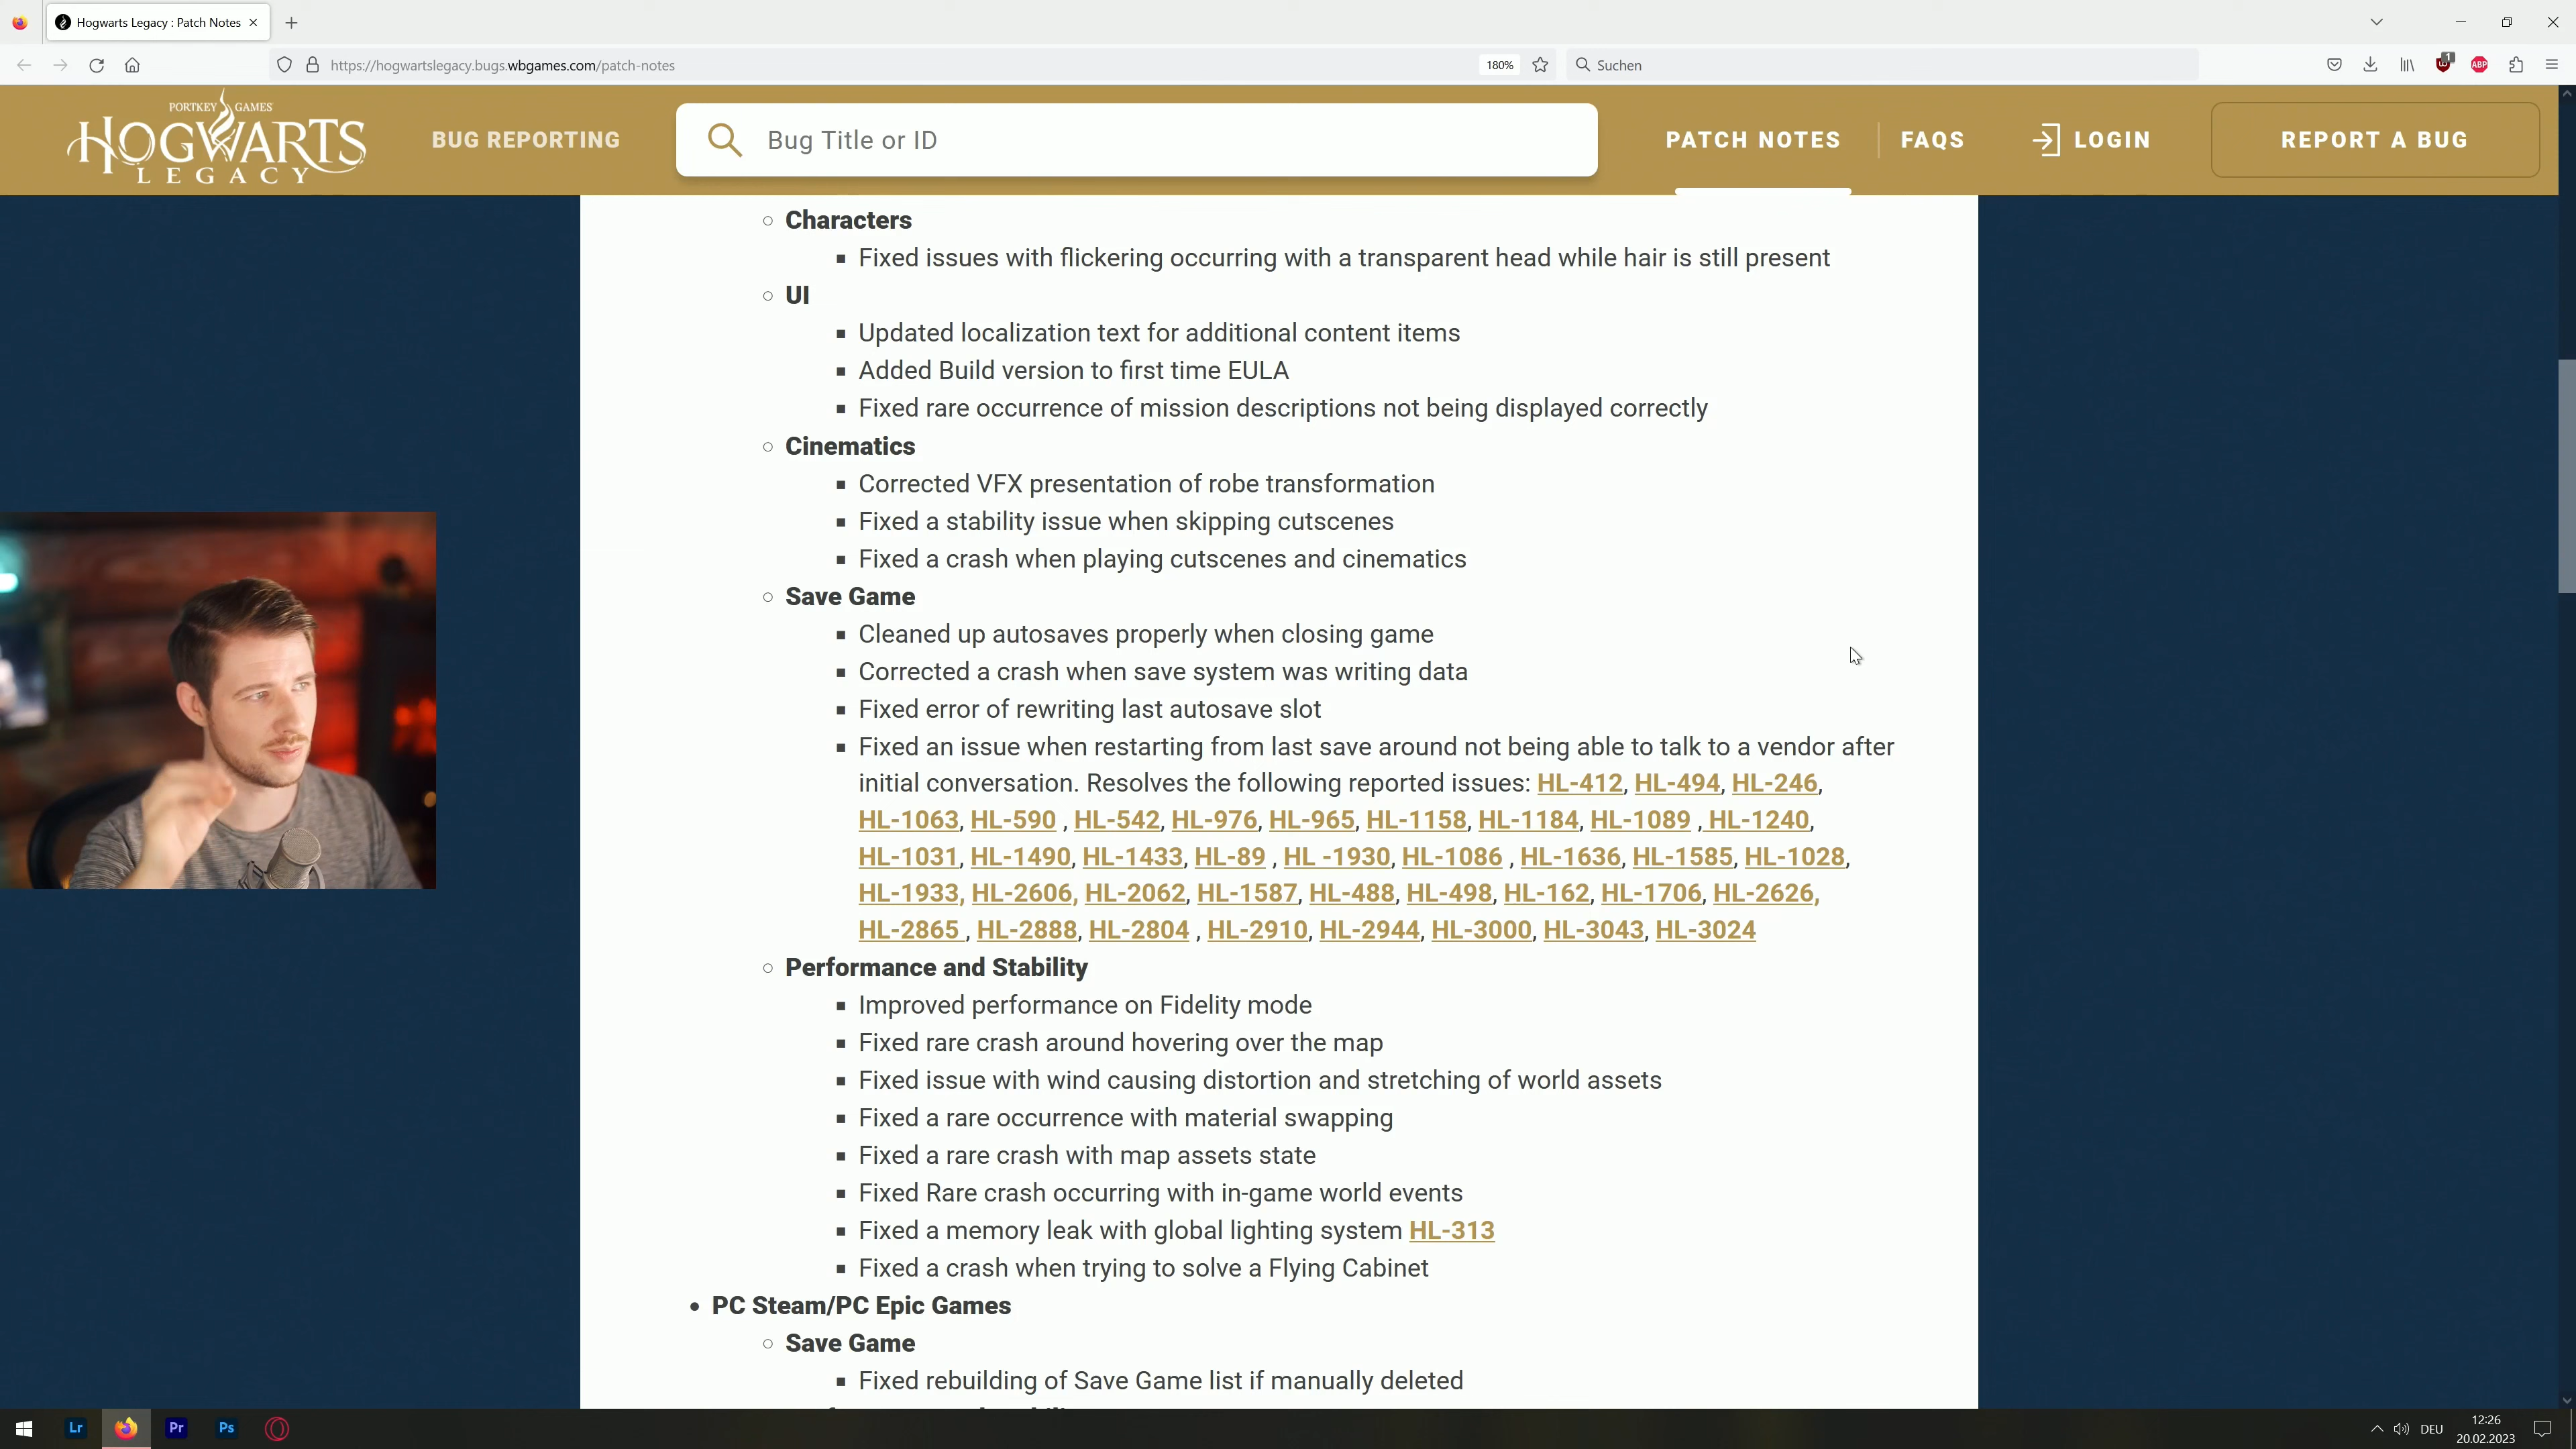 Hogwarts Legacy : Patch Notes
https://hogwartslegacy.bugs.wbgames.com/patch-notes
180%
Suchen
1
ABP
PORTKEY GAMES
HOGWARTS
LEGACY
BUG REPORTING
Bug Title or ID
PATCH NOTES
FAQS
LOGIN
REPORT A BUG
Characters
Fixed issues with flickering occurring with a transparent head while hair is still present
UI
Updated localization text for additional content items
Added Build version to first time EULA
Fixed rare occurrence of mission descriptions not being displayed correctly
Cinematics
Corrected VFX presentation of robe transformation
Fixed a stability issue when skipping cutscenes
Fixed a crash when playing cutscenes and cinematics
Save Game
Cleaned up autosaves properly when closing game
Corrected a crash when save system was writing data
Fixed error of rewriting last autosave slot
Fixed an issue when restarting from last save around not being able to talk to a vendor after
initial conversation. Resolves the following reported issues: HL-412, HL-494, HL-246,
HL-1063, HL-590 , HL-542, HL-976, HL-965, HL-1158, HL-1184, HL-1089 , HL-1240,
HL-1031, HL-1490, HL-1433, HL-89 , HL -1930, HL-1086 , HL-1636, HL-1585, HL-1028,
HL-1933, HL-2606, HL-2062, HL-1587, HL-488, HL-498, HL-162, HL-1706, HL-2626,
HL-2865 , HL-2888, HL-2804 , HL-2910, HL-2944, HL-3000, HL-3043, HL-3024
Performance and Stability
Improved performance on Fidelity mode
Fixed rare crash around hovering over the map
Fixed issue with wind causing distortion and stretching of world assets
Fixed a rare occurrence with material swapping
Fixed a rare crash with map assets state
Fixed Rare crash occurring with in-game world events
Fixed a memory leak with global lighting system HL-313
Fixed a crash when trying to solve a Flying Cabinet
PC Steam/PC Epic Games
Save Game
Fixed rebuilding of Save Game list if manually deleted
Lr
Pr
Ps
DEU
12:26
20.02.2023